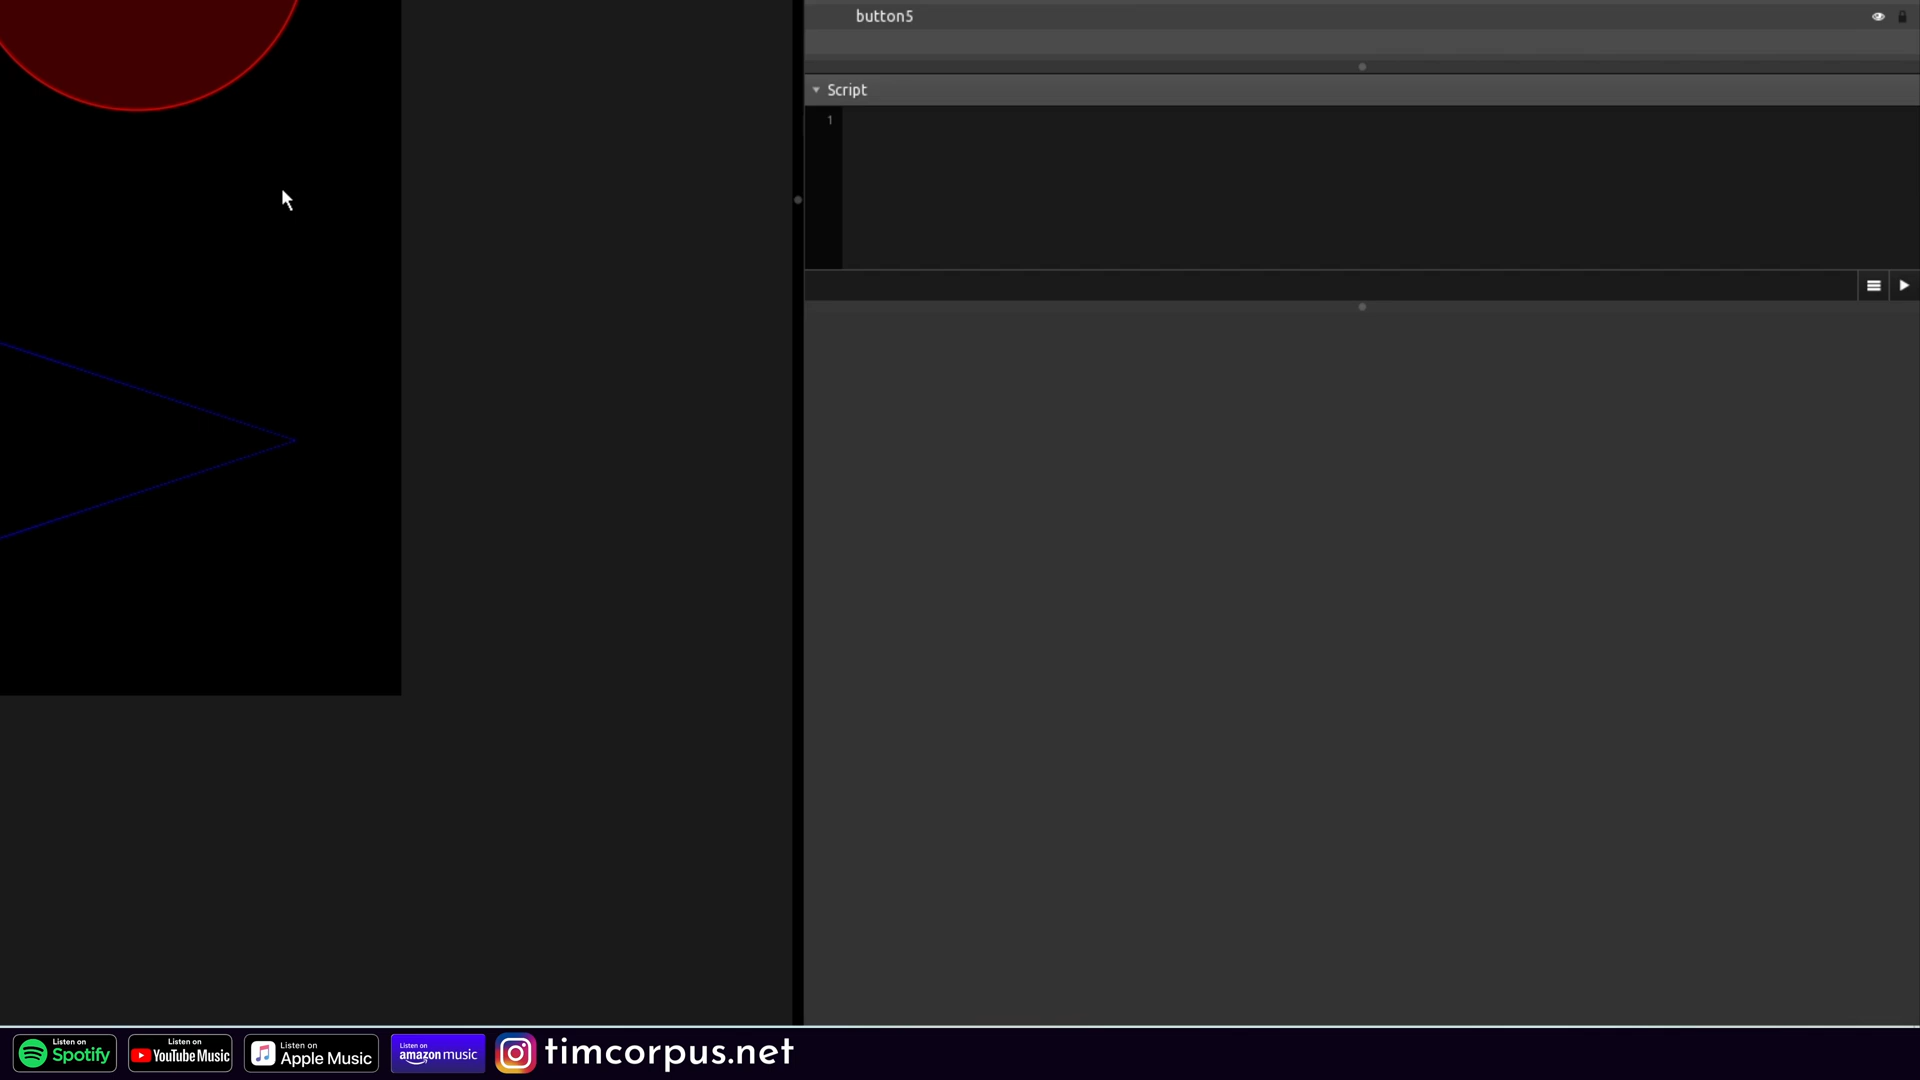 button5
Script
1
Listen on
Spotify
Listen on
YouTube Music
Listen on
Apple Music
Listen on
amazon music
timcorpus.net